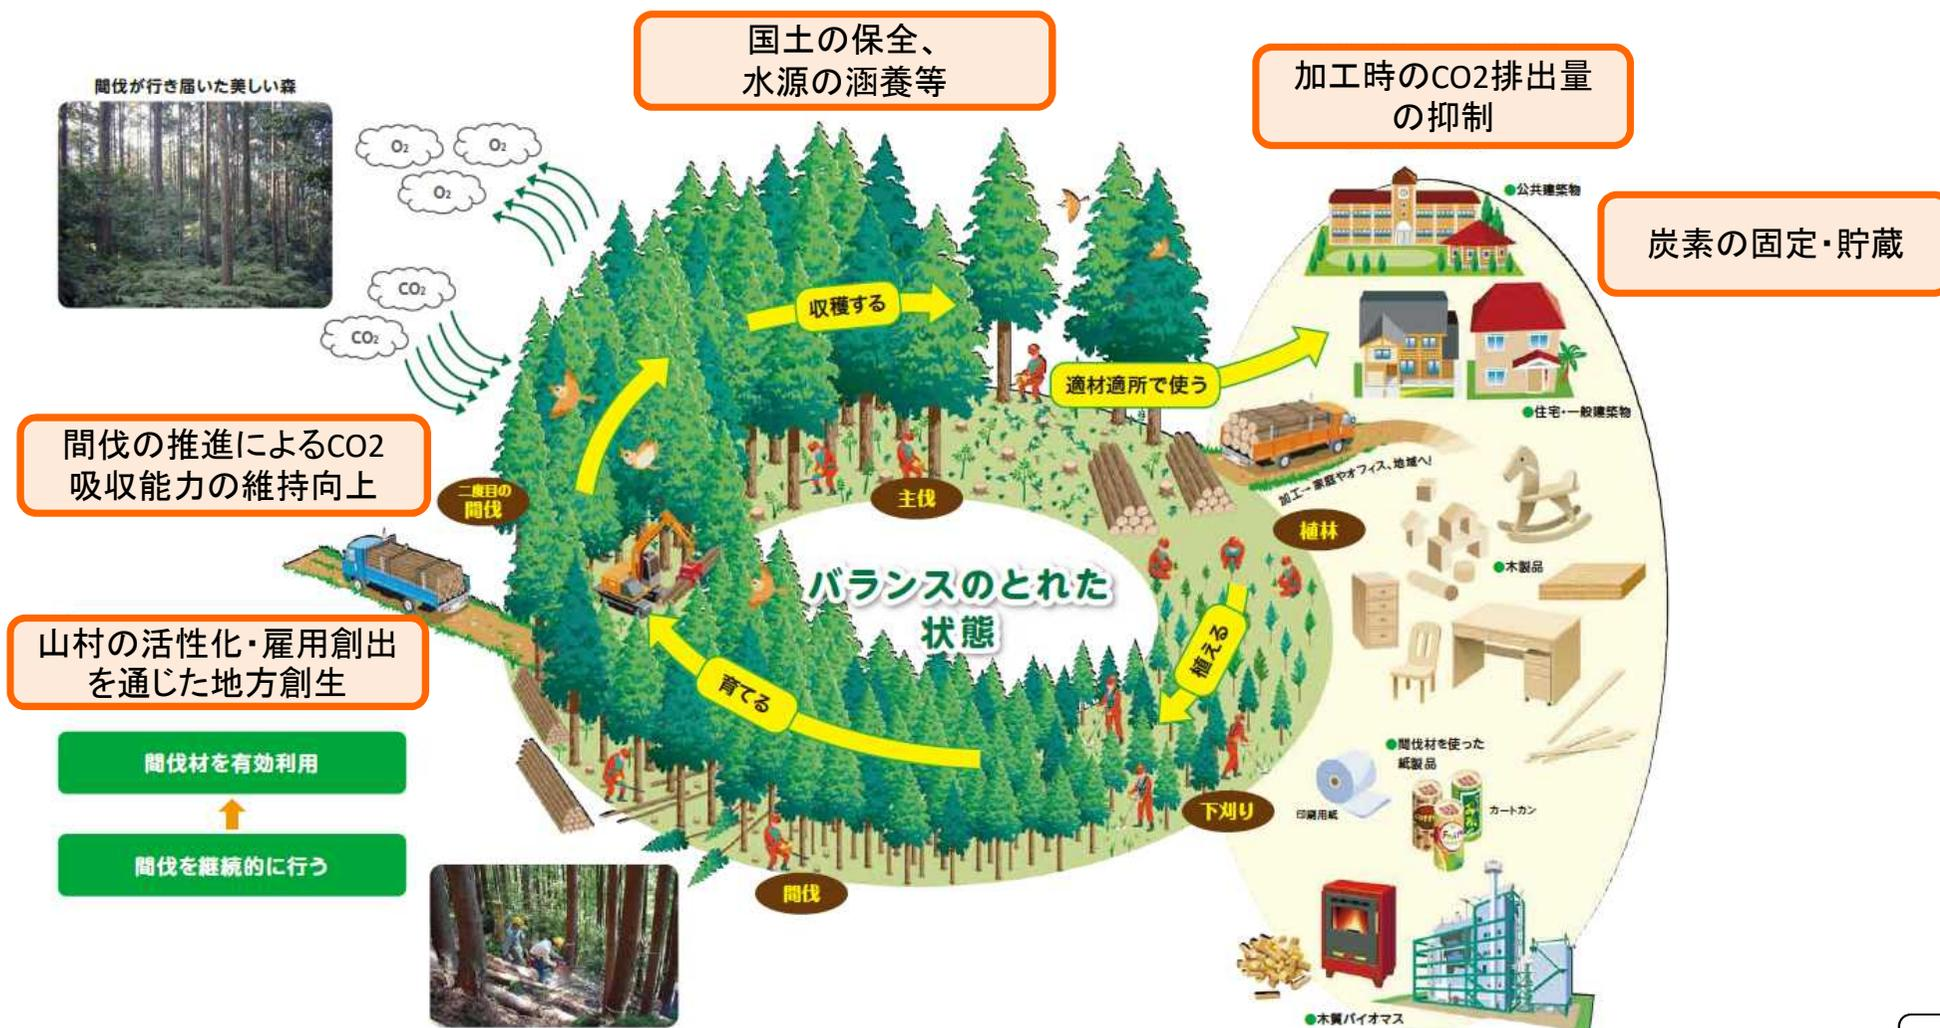 国土の保全、
水源の涵養等
加工時のCO2排出量
の抑制
間伐が行き届いた美しい森
O₂
O₂
O₂
●公共建築物
炭素の固定・貯蔵
CO₂
CO₂
収穫する
適材適所で使う
●住宅・一般建築物
間伐の推進によるCO2
吸収能力の維持向上
二度目の
間伐
主伐
加工→家庭やオフィス、地域へ!
植林
●木製品
バランスのとれた
状態
山村の活性化・雇用創出
を通じた地方創生
植える
育てる
間伐材を有効利用
●間伐材を使った
紙製品
下刈り
印刷用紙
カートカン
間伐を継続的に行う
間伐
●木質バイオマス